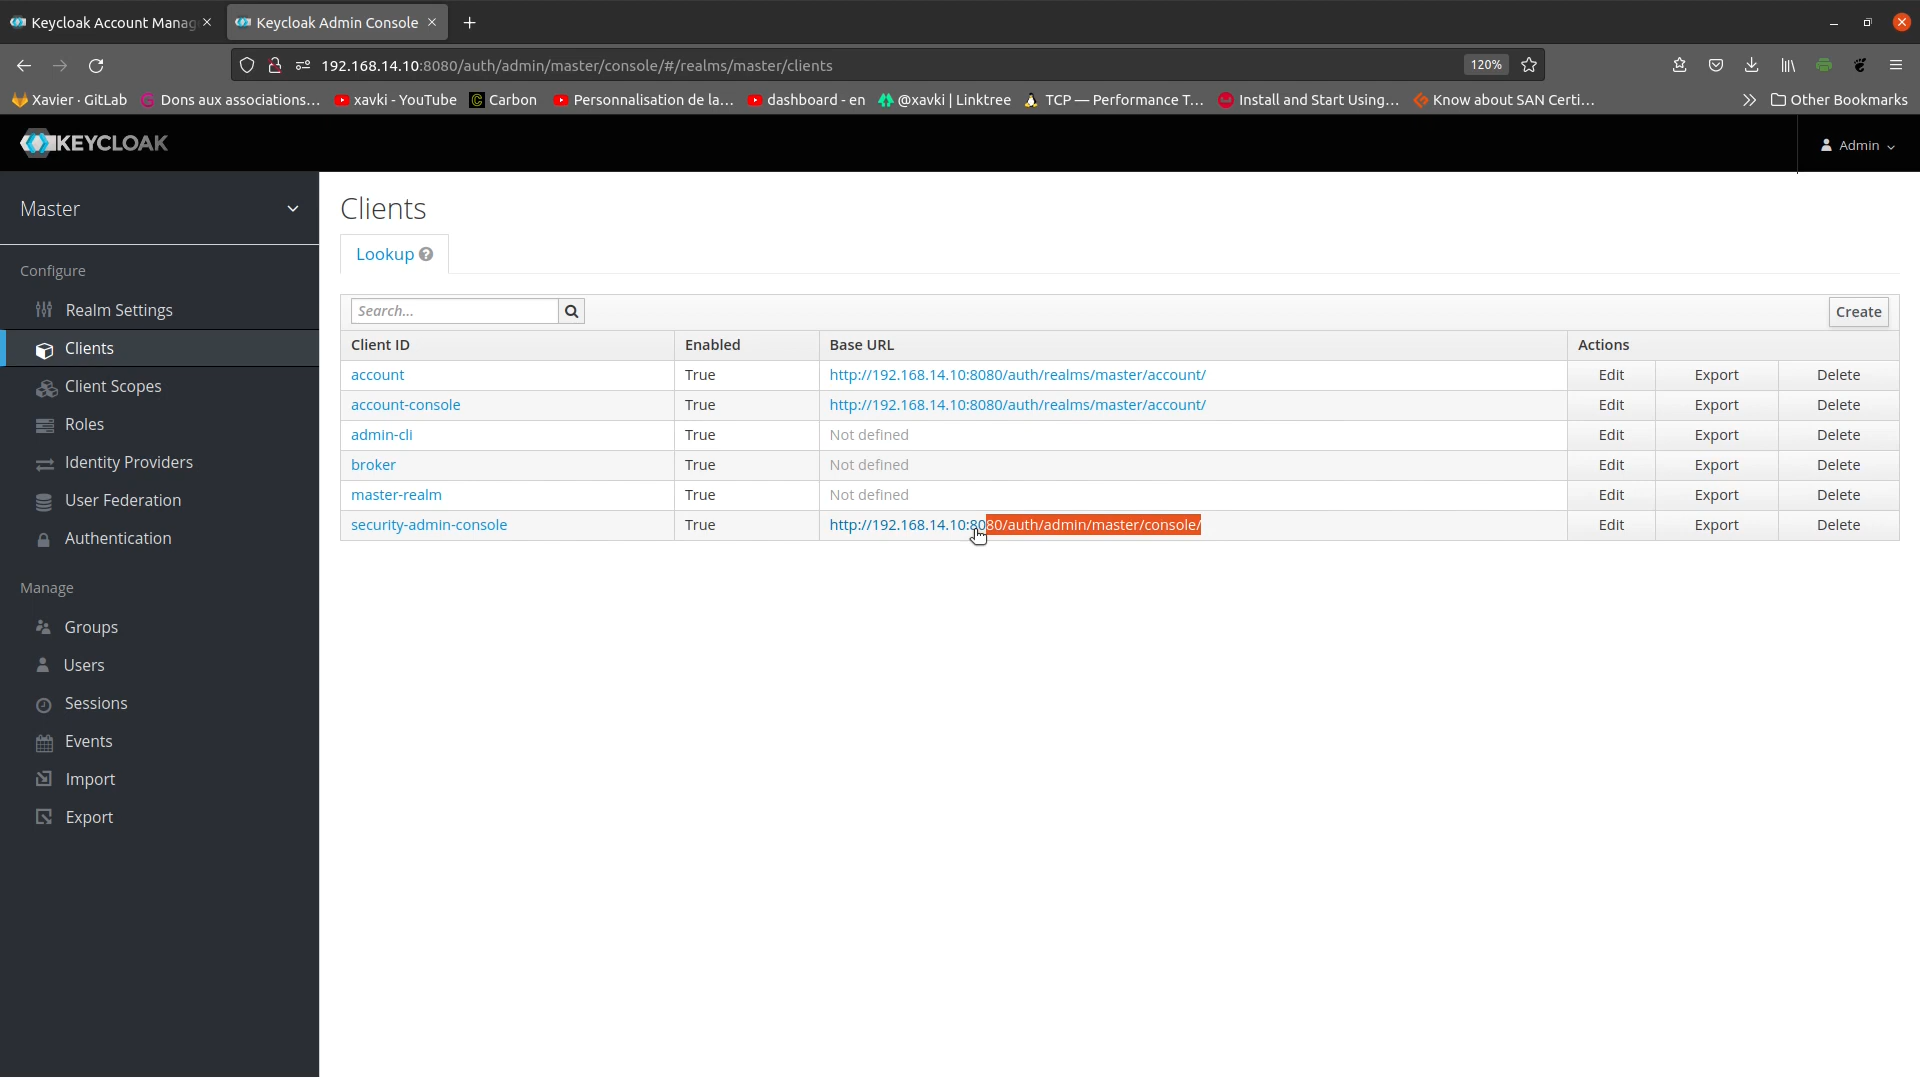 Keycloak Account Manag
Keycloak Admin Console
192.168.14.10:8080/auth/admin/master/console/#/realms/master/clients
120%
Xavier · GitLab
Dons aux associations…
xavki - YouTube
Carbon
Personnalisation de la…
dashboard - en
@xavki | Linktree
TCP — Performance T…
Install and Start Using…
Know about SAN Certi…
Other Bookmarks
KEYCLOAK
Admin
Master
Configure
Realm Settings
Clients
Client Scopes
Roles
Identity Providers
User Federation
Authentication
Manage
Groups
Users
Sessions
Events
Import
Export
Clients
Lookup
Search...
Create
Client ID Enabled Base URL Actions
account True http://192.168.14.10:8080/auth/realms/master/account/ Edit Export Delete
account-console True http://192.168.14.10:8080/auth/realms/master/account/ Edit Export Delete
admin-cli True Not defined Edit Export Delete
broker True Not defined Edit Export Delete
master-realm True Not defined Edit Export Delete
security-admin-console True http://192.168.14.10:8080/auth/admin/master/console/ Edit Export Delete